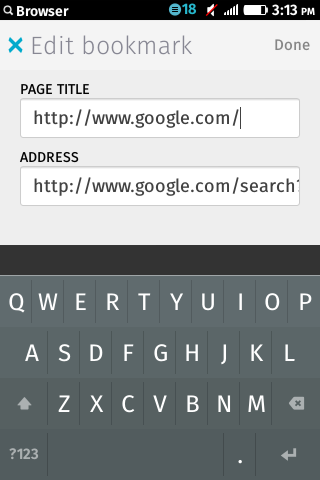 Browser 18 3:13 PM
Edit bookmark Done
PAGE TITLE
http://www.google.com/
ADDRESS
http://www.google.com/search?
Q W E R T Y U I O P
A S D F G H J K L
Z X C V B N M
?123 .